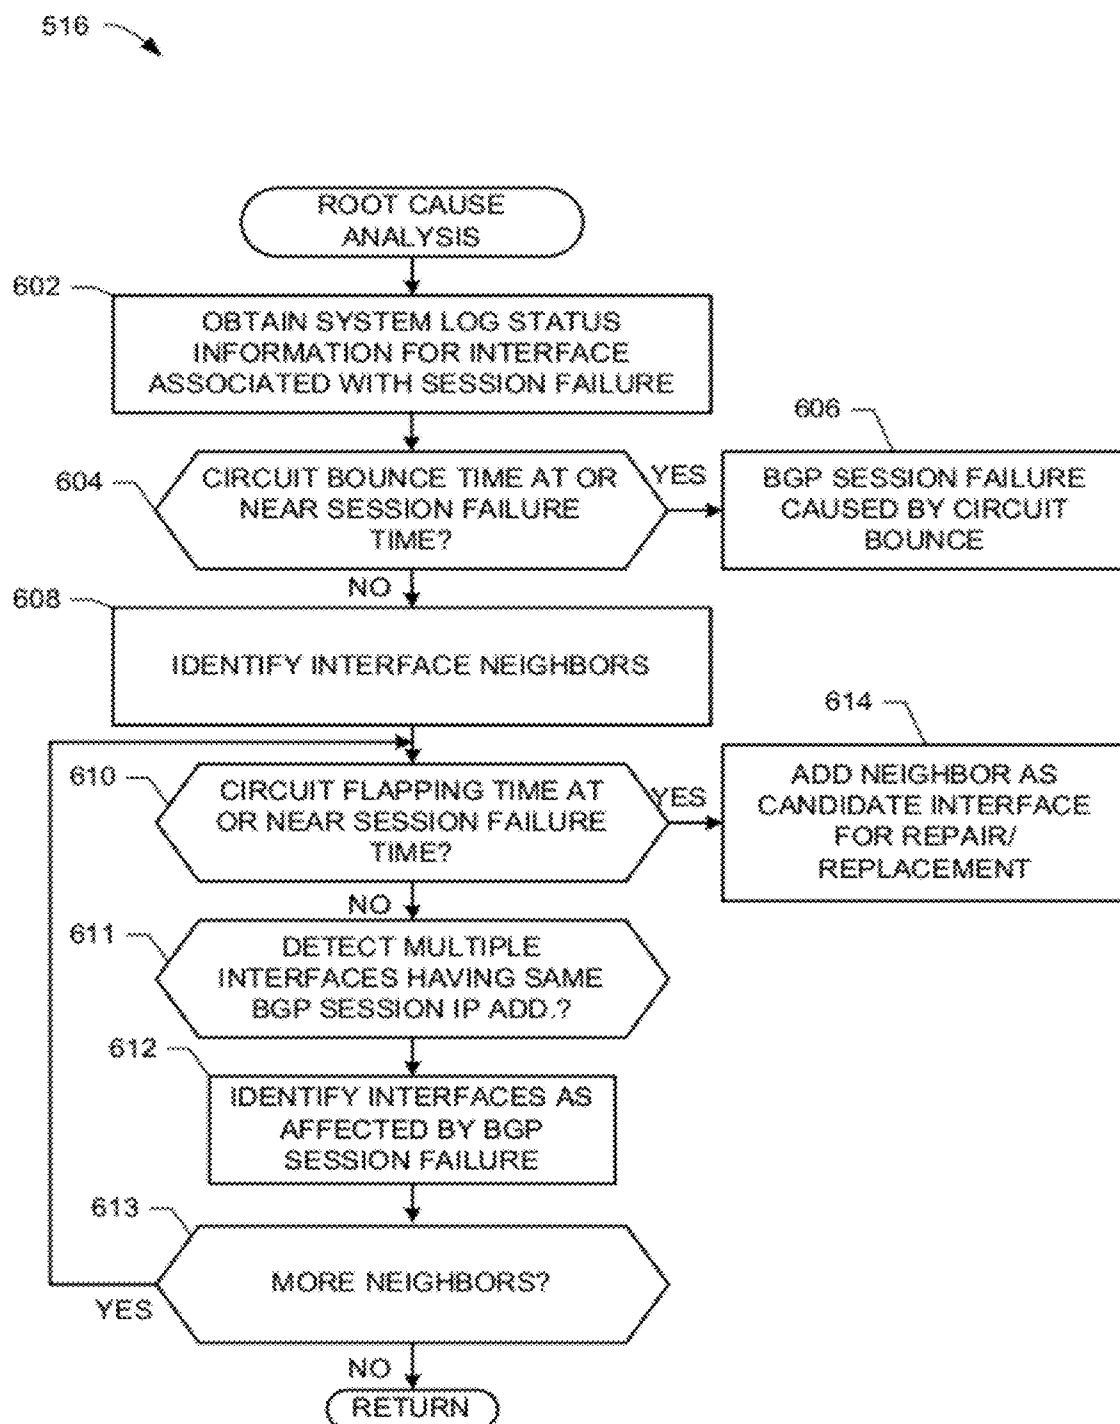 516
ROOT CAUSE
ANALYSIS
602
OBTAIN SYSTEM LOG STATUS
INFORMATION FOR INTERFACE
ASSOCIATED WITH SESSION FAILURE
604
CIRCUIT BOUNCE TIME AT OR
NEAR SESSION FAILURE
TIME?
YES
606
BGP SESSION FAILURE
CAUSED BY CIRCUIT
BOUNCE
NO
608
IDENTIFY INTERFACE NEIGHBORS
610
CIRCUIT FLAPPING TIME AT
OR NEAR SESSION FAILURE
TIME?
YES
614
ADD NEIGHBOR AS
CANDIDATE INTERFACE
FOR REPAIR/
REPLACEMENT
NO
611
DETECT MULTIPLE
INTERFACES HAVING SAME
BGP SESSION IP ADD.?
612
IDENTIFY INTERFACES AS
AFFECTED BY BGP
SESSION FAILURE
613
MORE NEIGHBORS?
YES
NO
RETURN